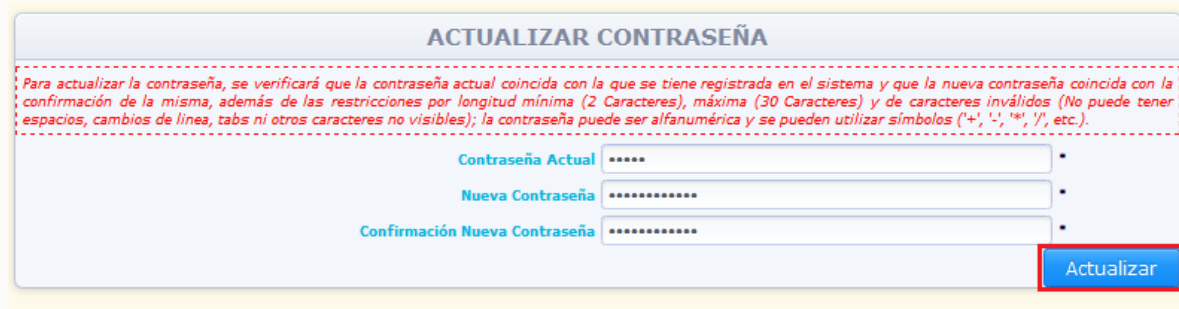 ACTUALIZAR CONTRASEÑA
Para actualizar la contraseña, se verificará que la contraseña actual coincida con la que se tiene registrada en el sistema y que la nueva contraseña coincida con la
confirmación de la misma, además de las restricciones por longitud mínima (2 Caracteres), máxima (30 Caracteres) y de caracteres inválidos (No puede tener
espacios, cambios de linea, tabs ni otros caracteres no visibles); la contraseña puede ser alfanumérica y se pueden utilizar símbolos ('+', '-', '*', '/', etc.).
Contraseña Actual ••••• *
Nueva Contraseña •••••••••••• *
Confirmación Nueva Contraseña •••••••••••• *
Actualizar